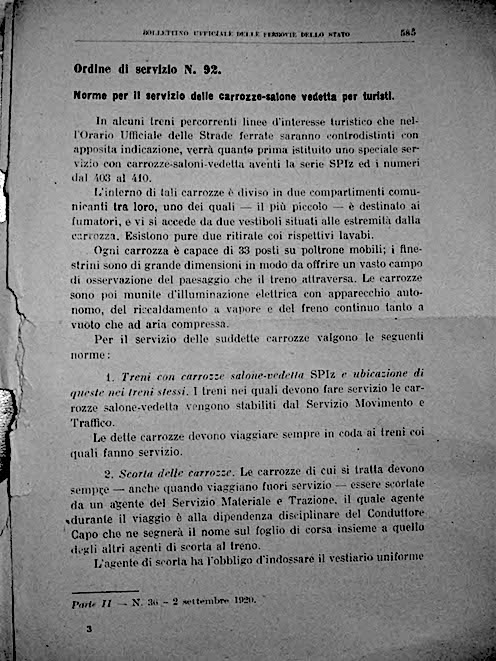 BOLLETTINO UFFICIALE DELLE FERROVIE DELLO STATO 585
Ordine di servizio N. 92.
Norme per il servizio delle carrozze-salone vedetta per turisti.
In alcuni treni percorrenti linee d'interesse turistico che nel-
l'Orario Ufficiale delle Strade ferrate saranno controdistinti con
apposita indicazione, verrà quanto prima istituito uno speciale ser-
vizio con carrozze-saloni-vedetta aventi la serie SPIz ed i numeri
dal 403 al 410.
L'interno di tali carrozze è diviso in due compartimenti comu-
nicanti tra loro, uno dei quali — il più piccolo — è destinato ai
fumatori, e vi si accede da due vestiboli situati alle estremità dalla
carrozza. Esistono pure due ritirate coi rispettivi lavabi.
Ogni carrozza è capace di 33 posti su poltrone mobili; i fine-
strini sono di grande dimensioni in modo da offrire un vasto campo
di osservazione del paesaggio che il treno attraversa. Le carrozze
sono poi munite d'illuminazione elettrica con apparecchio auto-
nomo, del riscaldamento a vapore e del freno continuo tanto a
vuoto che ad aria compressa.
Per il servizio delle suddette carrozze valgono le seguenti
norme:
1. Treni con carrozze salone-vedetta SPIz e ubicazione di
queste nei treni stessi. I treni nei quali devono fare servizio le car-
rozze salone-vedetta vengono stabiliti dal Servizio Movimento e
Traffico.
Le dette carrozze devono viaggiare sempre in coda ai treni coi
quali fanno servizio.
2. Scorta delle carrozze. Le carrozze di cui si tratta devono
sempre — anche quando viaggiano fuori servizio — essere scortate
da un agente del Servizio Materiale e Trazione, il quale agente
durante il viaggio è alla dipendenza disciplinare del Conduttore
Capo che ne segnerà il nome sul foglio di corsa insieme a quello
degli altri agenti di scorta al treno.
L'agente di scorta ha l'obbligo d'indossare il vestiario uniforme
Parte II — N. 36 - 2 settembre 1920.
3